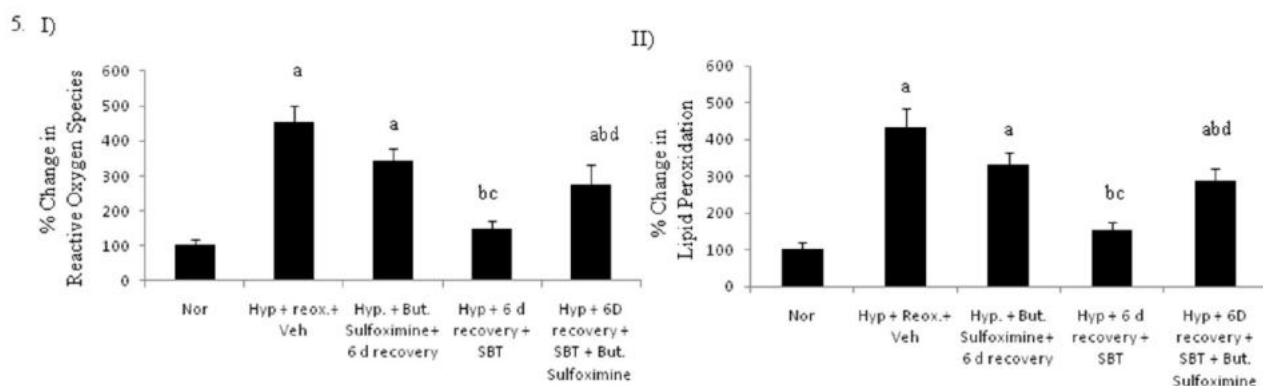 5. I)
II)
% Change in
Reactive Oxygen Species
600
500
400
300
200
100
0
a
a
bc
abd
Nor
Hyp + reox.+
Veh
Hyp. + But.
Sulfoximine+
6 d recovery
Hyp + 6 d
recovery +
SBT
Hyp + 6D
recovery +
SBT + But.
Sulfoximine
% Change in
Lipid Peroxidation
600
500
400
300
200
100
0
a
a
bc
abd
Nor
Hyp + Reox.+
Veh
Hyp. + But.
Sulfoximine+
6 d recovery
Hyp + 6 d
recovery +
SBT
Hyp + 6D
recovery +
SBT + But.
Sulfoximine